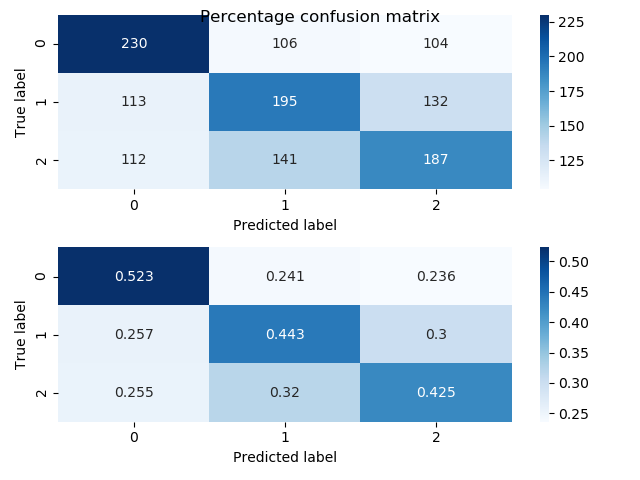 Percentage confusion matrix
0 230 106 104
1 113 195 132
2 112 141 187
0 1 2
True label
Predicted label
225
200
175
150
125
0 0.523 0.241 0.236
1 0.257 0.443 0.3
2 0.255 0.32 0.425
0 1 2
True label
Predicted label
0.50
0.45
0.40
0.35
0.30
0.25